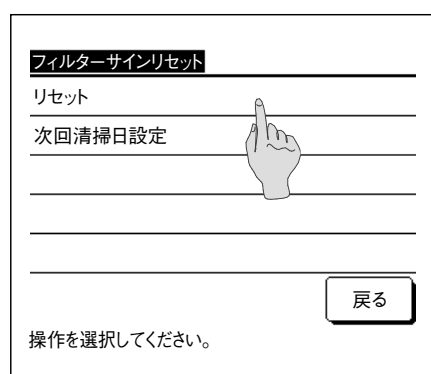 フィルターサインリセット
リセット
次回清掃日設定
戻る
操作を選択してください。